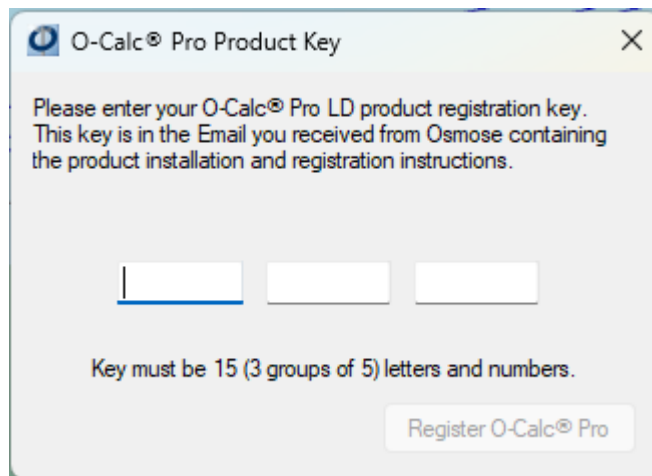 O-Calc® Pro Product Key
Please enter your O-Calc® Pro LD product registration key.
This key is in the Email you received from Osmose containing
the product installation and registration instructions.
Key must be 15 (3 groups of 5) letters and numbers.
Register O-Calc® Pro